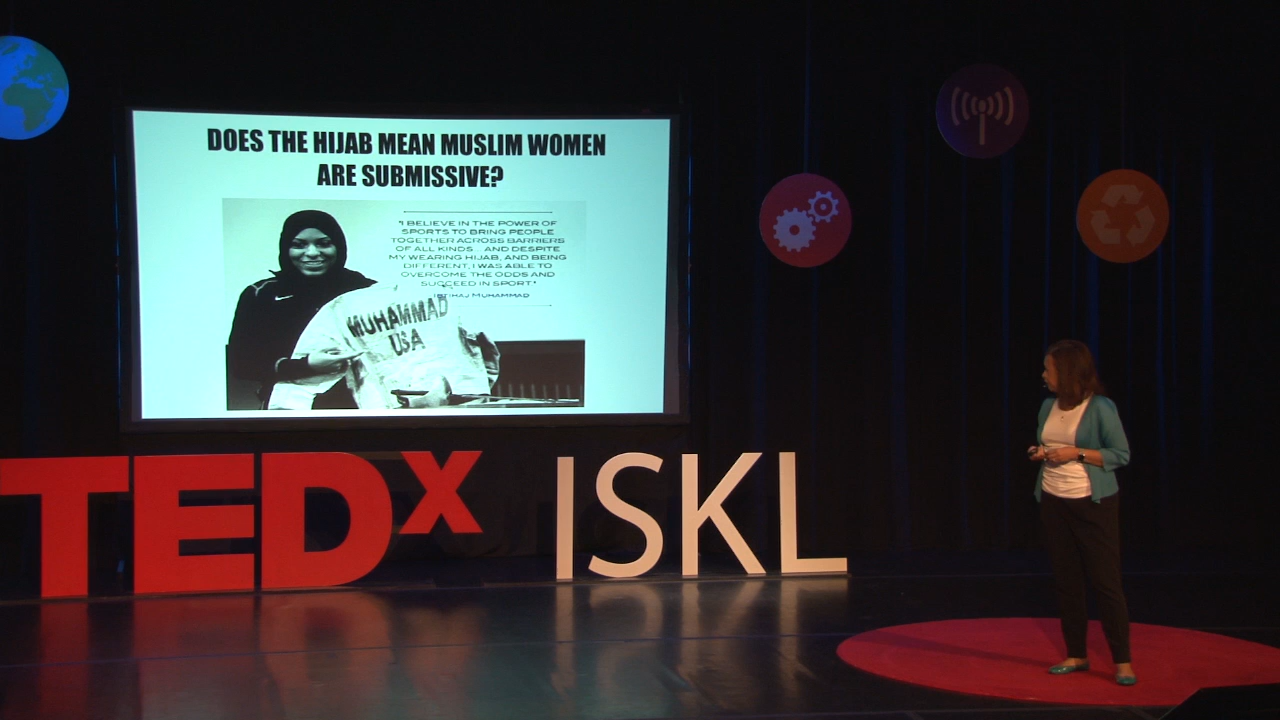 DOES THE HIJAB MEAN MUSLIM WOMEN
ARE SUBMISSIVE?
"I BELIEVE IN THE POWER OF
SPORTS TO BRING PEOPLE
TOGETHER ACROSS BARRIERS
OF ALL KINDS... AND DESPITE
MY WEARING HIJAB, AND BEING
DIFFERENT, I WAS ABLE TO
OVERCOME THE ODDS AND
SUCCEED IN SPORT"
IBTIHAJ MUHAMMAD
MUHAMMAD
USA
TEDx ISKL